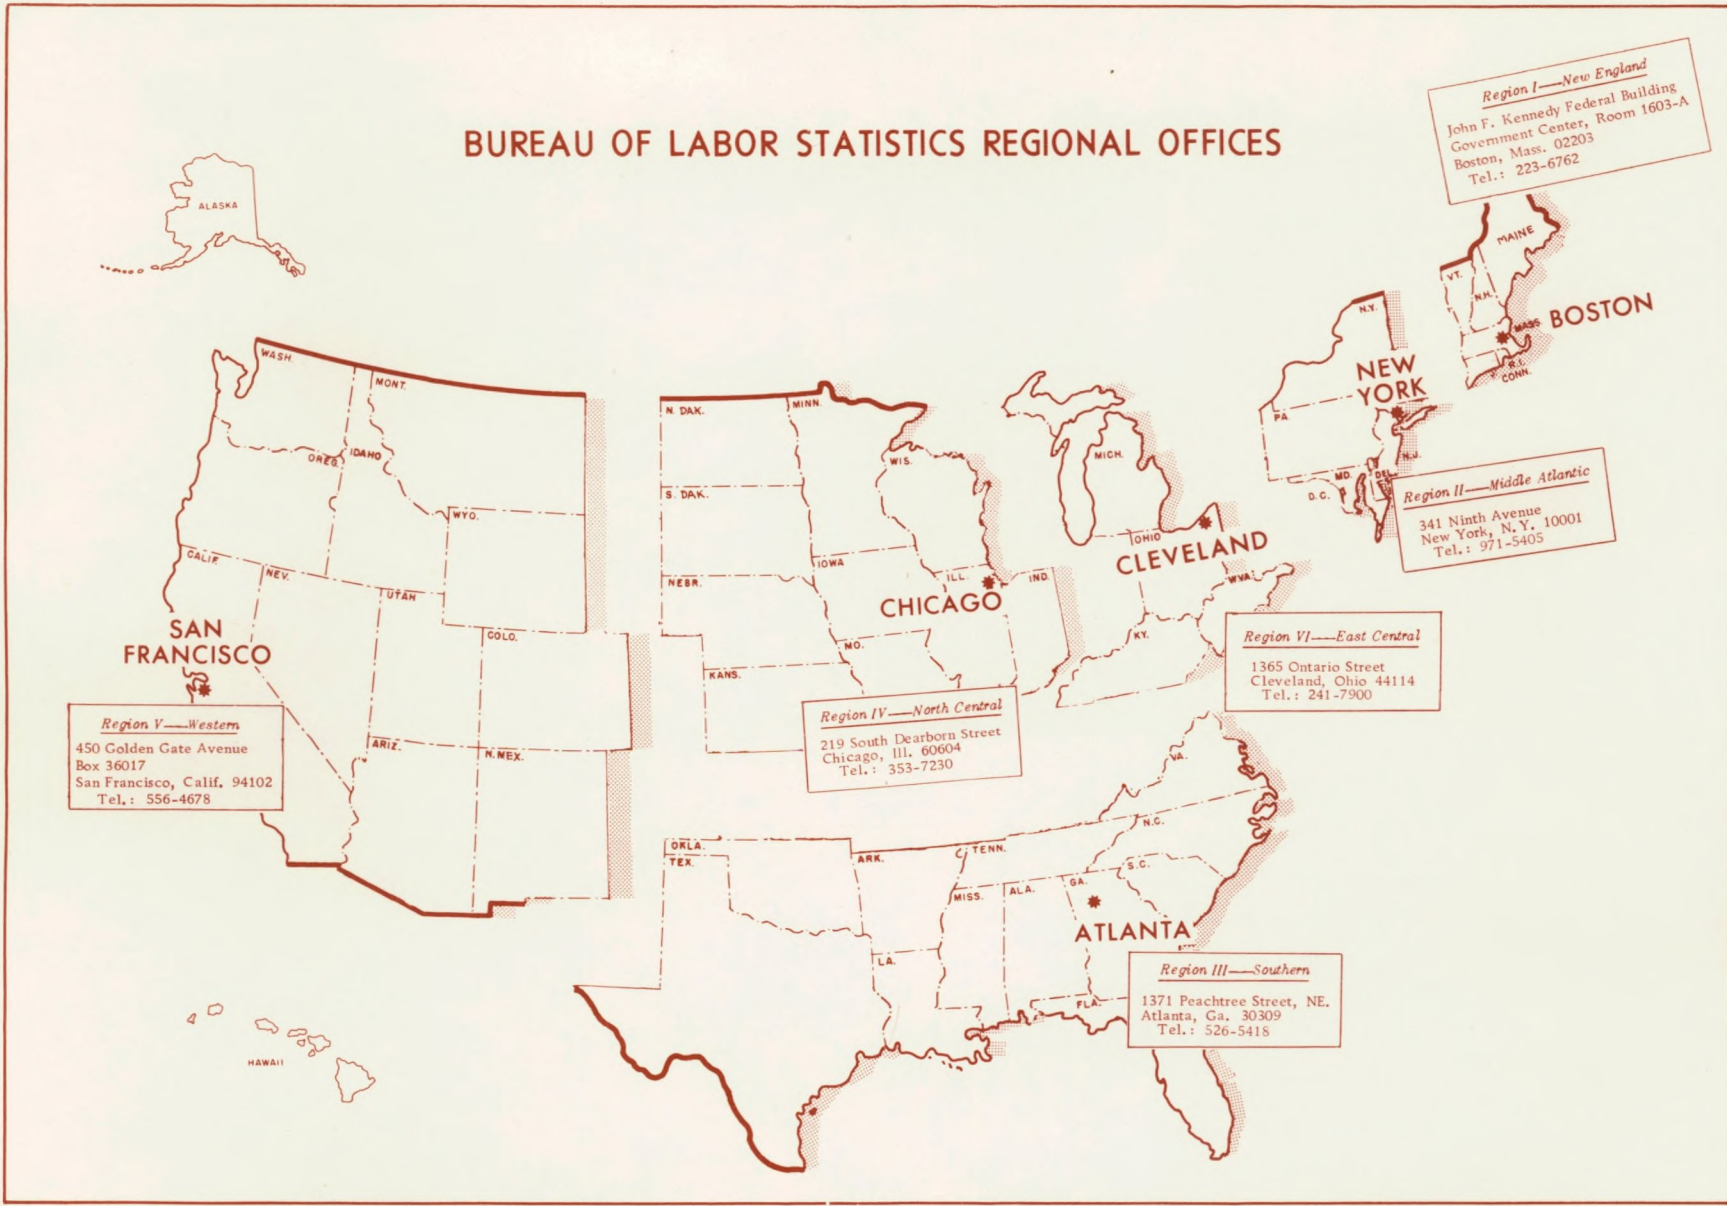 BUREAU OF LABOR STATISTICS REGIONAL OFFICES
Region I—New England
John F. Kennedy Federal Building
Government Center, Room 1603-A
Boston, Mass. 02203
Tel.: 223-6762
ALASKA
MAINE
VT.
N.H.
MASS.
BOSTON
R.I.
CONN.
N.Y.
NEW
YORK
PA.
N.J.
MD.
DEL.
D.C.
Region II—Middle Atlantic
341 Ninth Avenue
New York, N.Y. 10001
Tel.: 971-5405
WASH.
MONT.
OREG.
IDAHO
WYO.
CALIF.
NEV.
UTAH
COLO.
ARIZ.
N.MEX.
SAN
FRANCISCO
Region V—Western
450 Golden Gate Avenue
Box 36017
San Francisco, Calif. 94102
Tel.: 556-4678
N. DAK.
MINN.
S. DAK.
WIS.
MICH.
NEBR.
IOWA
ILL.
IND.
OHIO
CHICAGO
CLEVELAND
W.VA.
KY.
KANS.
MO.
Region VI—East Central
1365 Ontario Street
Cleveland, Ohio 44114
Tel.: 241-7900
Region IV—North Central
219 South Dearborn Street
Chicago, Ill. 60604
Tel.: 353-7230
VA.
N.C.
OKLA.
TEX.
ARK.
TENN.
S.C.
MISS.
ALA.
GA.
LA.
FLA.
ATLANTA
Region III—Southern
1371 Peachtree Street, NE.
Atlanta, Ga. 30309
Tel.: 526-5418
HAWAII